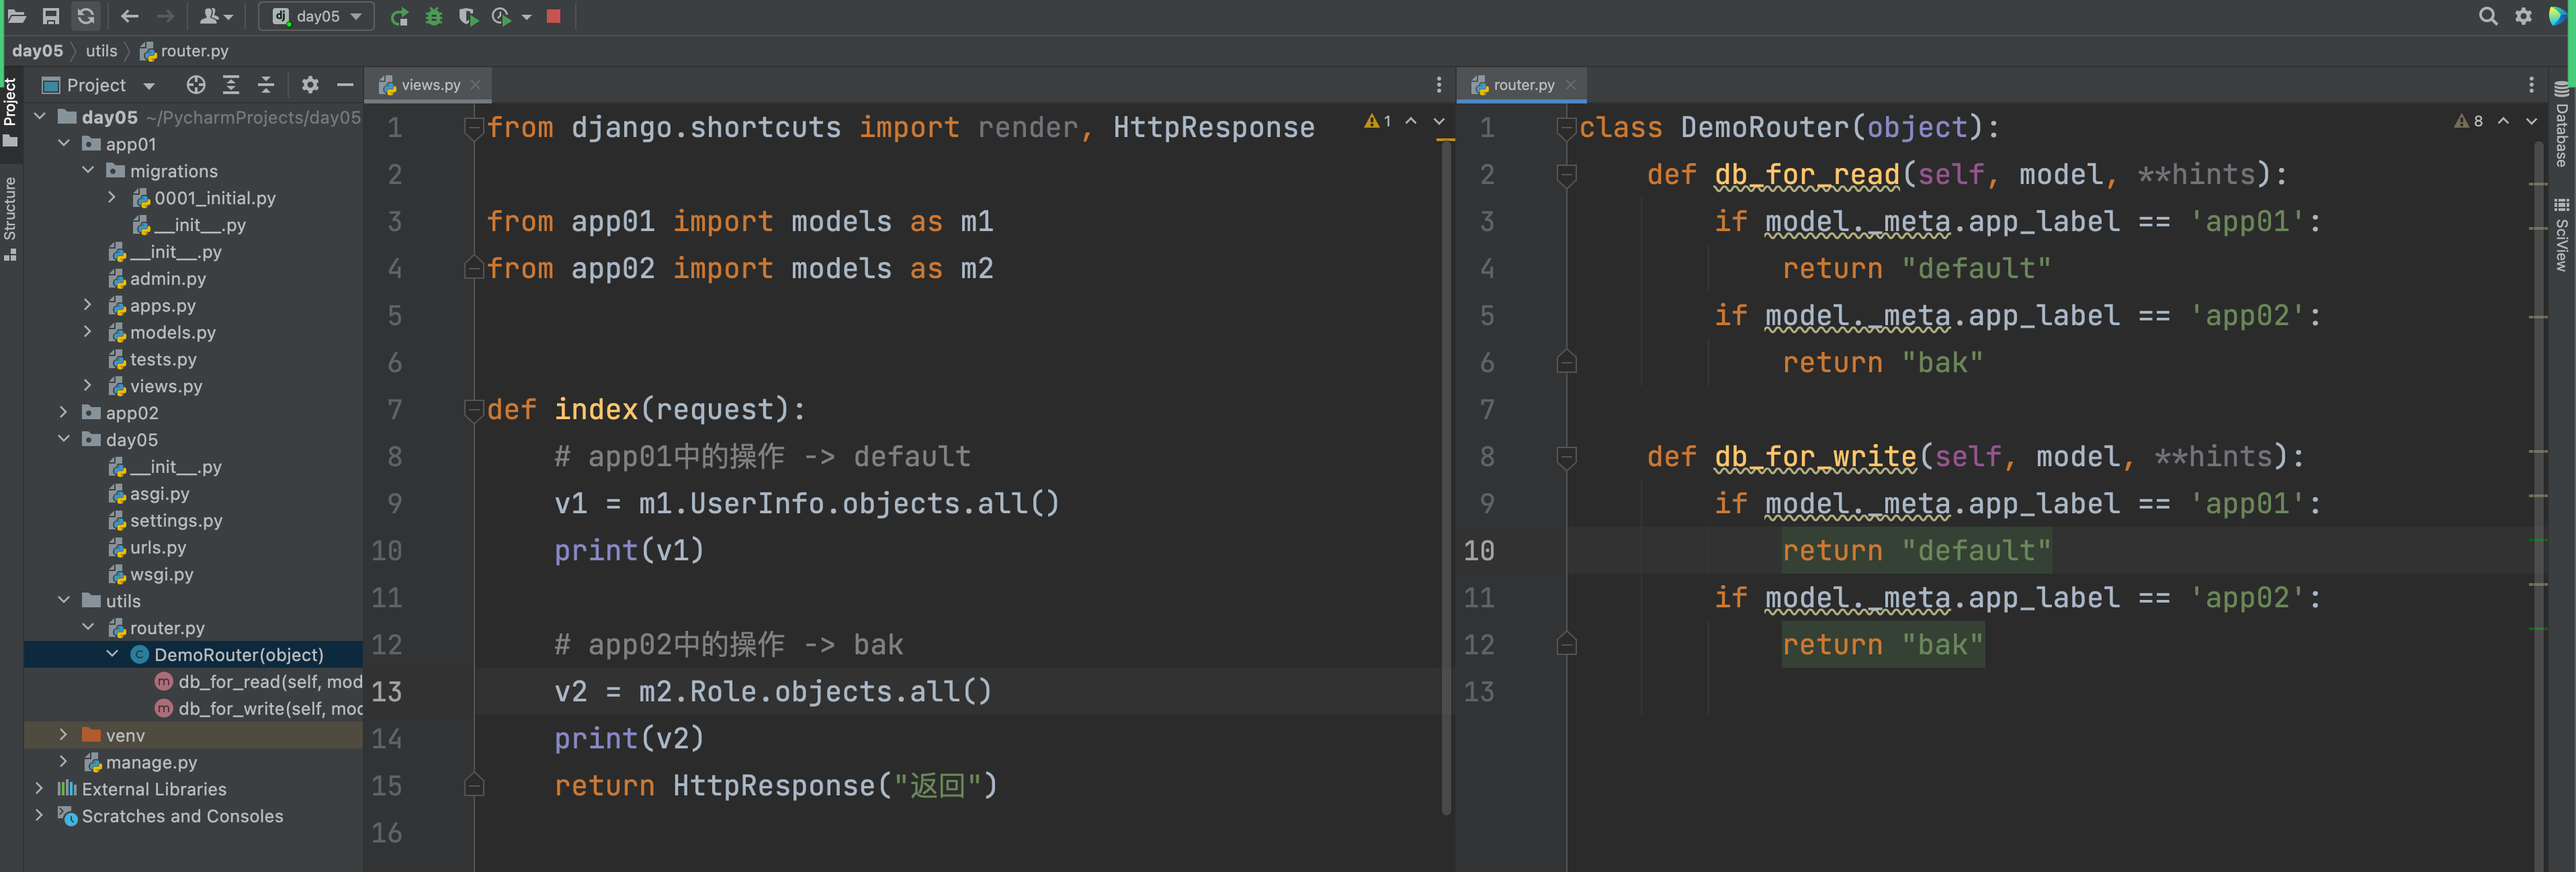 day05
day05 utils router.py
Project
Structure
Project
day05 ~/PycharmProjects/day05
app01
migrations
0001_initial.py
__init__.py
__init__.py
admin.py
apps.py
models.py
tests.py
views.py
app02
day05
__init__.py
asgi.py
settings.py
urls.py
wsgi.py
utils
router.py
DemoRouter(object)
db_for_read(self, mod
db_for_write(self, mod
venv
manage.py
External Libraries
Scratches and Consoles
views.py
1
1 from django.shortcuts import render, HttpResponse
2
3 from app01 import models as m1
4 from app02 import models as m2
5
6
7 def index(request):
8 # app01中的操作 -> default
9 v1 = m1.UserInfo.objects.all()
10 print(v1)
11
12 # app02中的操作 -> bak
13 v2 = m2.Role.objects.all()
14 print(v2)
15 return HttpResponse("返回")
16
router.py
8
1 class DemoRouter(object):
2 def db_for_read(self, model, **hints):
3 if model._meta.app_label == 'app01':
4 return "default"
5 if model._meta.app_label == 'app02':
6 return "bak"
7
8 def db_for_write(self, model, **hints):
9 if model._meta.app_label == 'app01':
10 return "default"
11 if model._meta.app_label == 'app02':
12 return "bak"
13
Database
SciView